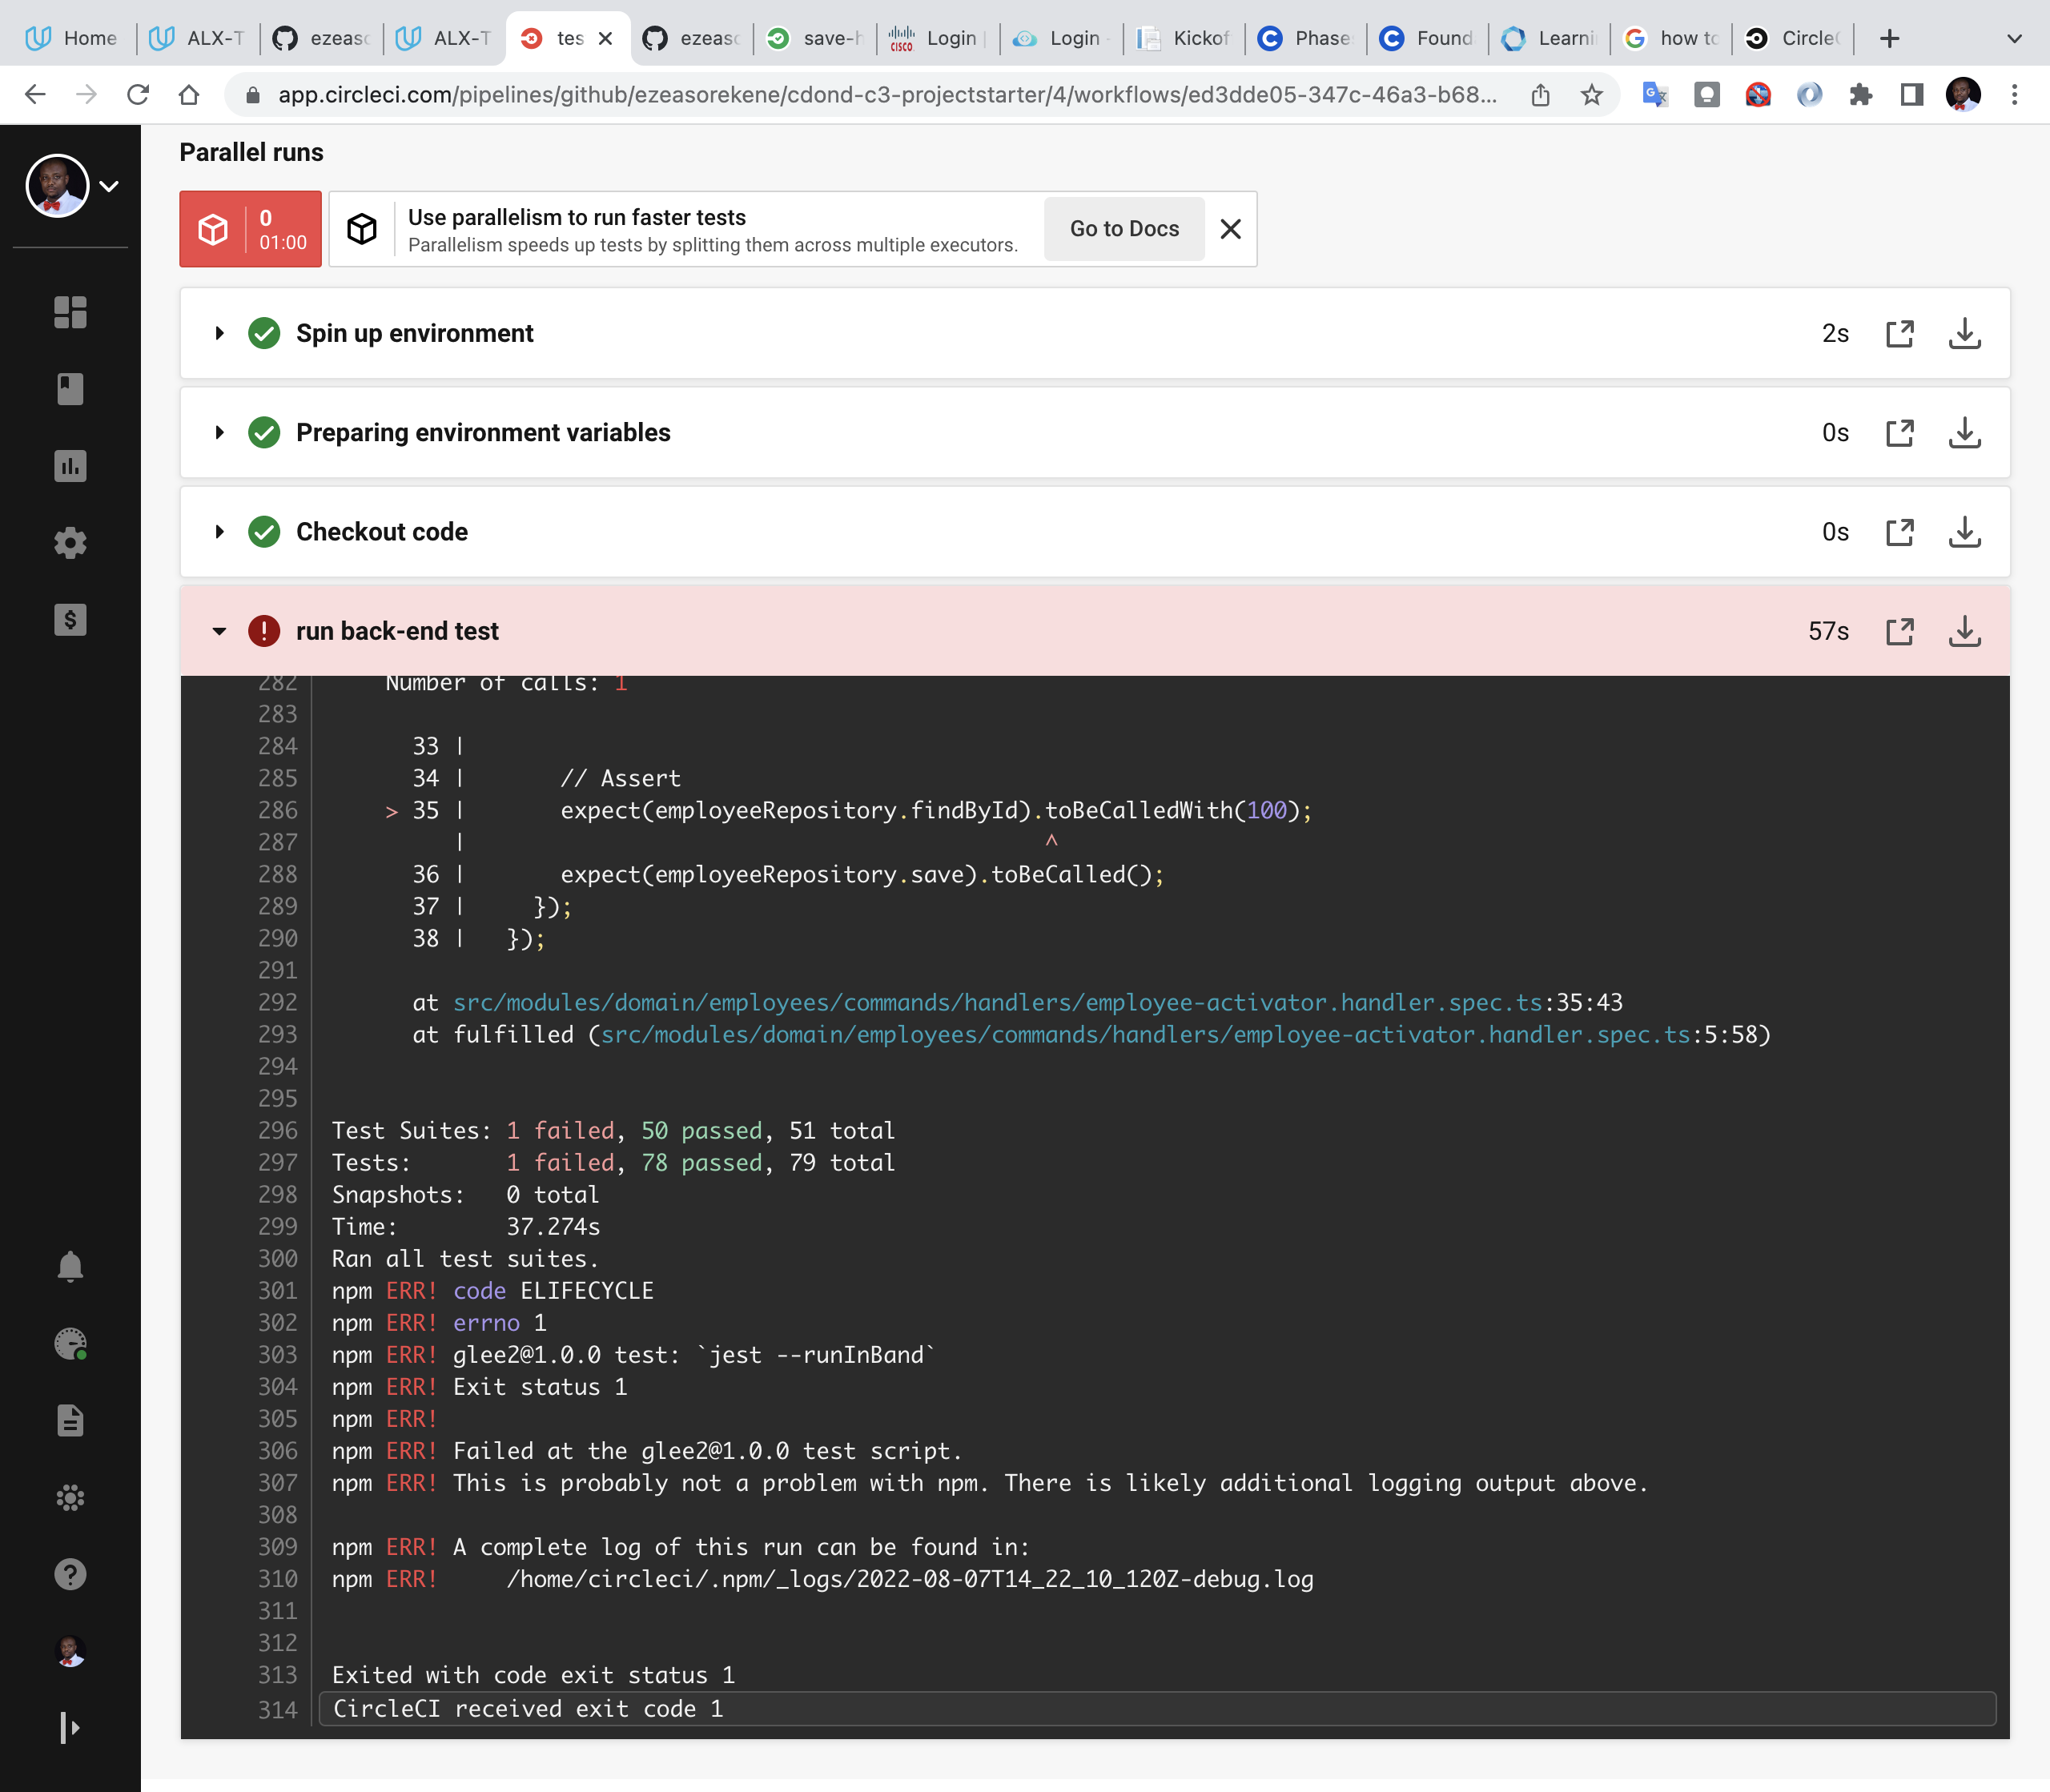 Home
ALX-T
ezeaso
ALX-T
tes
ezeaso
save-h
Login
Login
Kickof
Phase
Found
Learni
how to
CircleC
app.circleci.com/pipelines/github/ezeasorekene/cdond-c3-projectstarter/4/workflows/ed3dde05-347c-46a3-b68...
Parallel runs
0
01:00
Use parallelism to run faster tests
Parallelism speeds up tests by splitting them across multiple executors.
Go to Docs
Spin up environment 2s
Preparing environment variables 0s
Checkout code 0s
run back-end test 57s
282 Number of calls: 1
283
284 33 |
285 34 | // Assert
286 > 35 | expect(employeeRepository.findById).toBeCalledWith(100);
287 | ^
288 36 | expect(employeeRepository.save).toBeCalled();
289 37 | });
290 38 | });
291
292 at src/modules/domain/employees/commands/handlers/employee-activator.handler.spec.ts:35:43
293 at fulfilled (src/modules/domain/employees/commands/handlers/employee-activator.handler.spec.ts:5:58)
294
295
296 Test Suites: 1 failed, 50 passed, 51 total
297 Tests: 1 failed, 78 passed, 79 total
298 Snapshots: 0 total
299 Time: 37.274s
300 Ran all test suites.
301 npm ERR! code ELIFECYCLE
302 npm ERR! errno 1
303 npm ERR! glee2@1.0.0 test: `jest --runInBand`
304 npm ERR! Exit status 1
305 npm ERR!
306 npm ERR! Failed at the glee2@1.0.0 test script.
307 npm ERR! This is probably not a problem with npm. There is likely additional logging output above.
308
309 npm ERR! A complete log of this run can be found in:
310 npm ERR! /home/circleci/.npm/_logs/2022-08-07T14_22_10_120Z-debug.log
311
312
313 Exited with code exit status 1
314 CircleCI received exit code 1